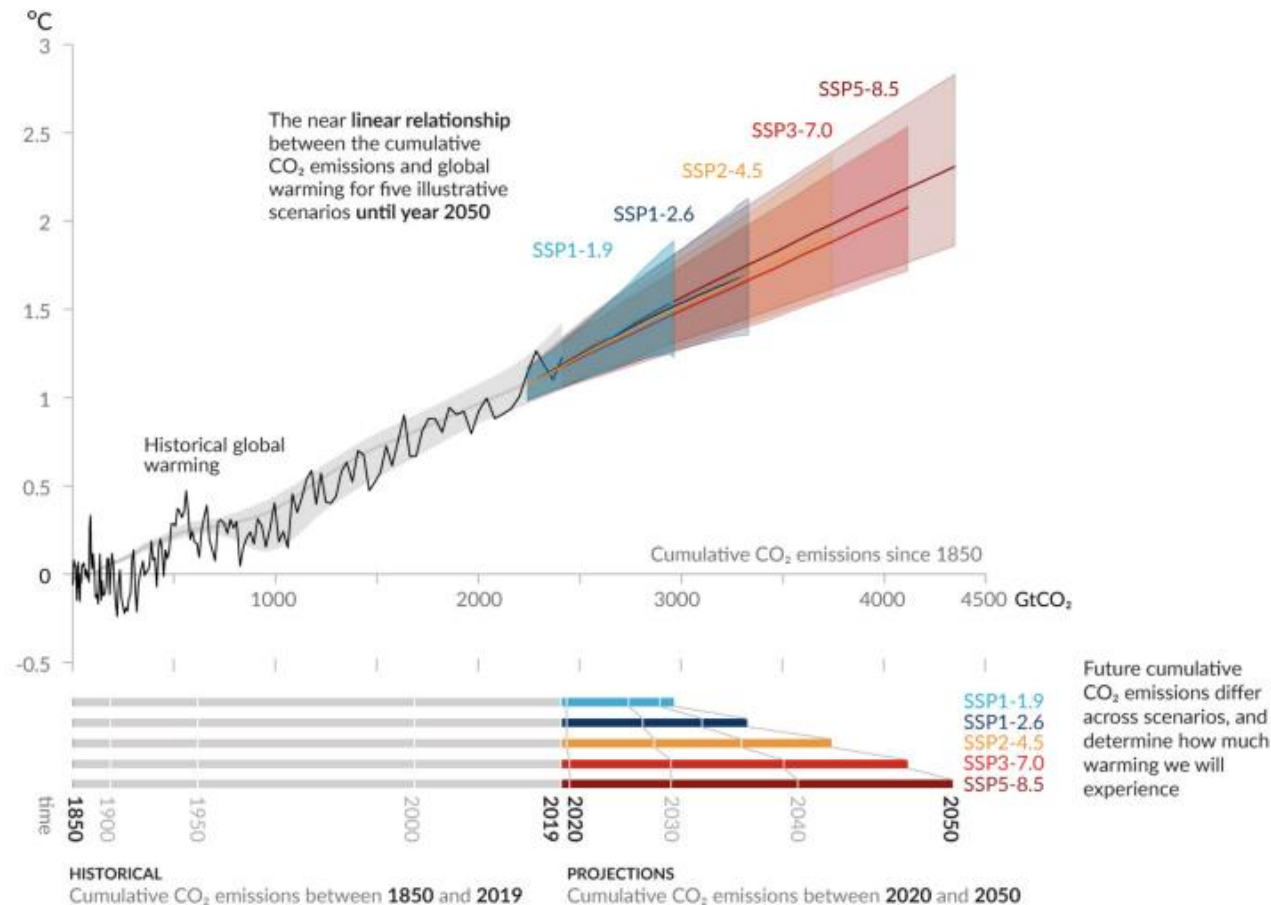 °C
3
2.5
2
1.5
1
0.5
0
-0.5
The near linear relationship
between the cumulative
CO₂ emissions and global
warming for five illustrative
scenarios until year 2050
SSP5-8.5
SSP3-7.0
SSP2-4.5
SSP1-2.6
SSP1-1.9
Historical global
warming
Cumulative CO₂ emissions since 1850
1000 2000 3000 4000 4500 GtCO₂
SSP1-1.9
SSP1-2.6
SSP2-4.5
SSP3-7.0
SSP5-8.5
Future cumulative
CO₂ emissions differ
across scenarios, and
determine how much
warming we will
experience
time 1850 1900 1950 2000 2019 2020 2030 2040 2050
HISTORICAL
Cumulative CO₂ emissions between 1850 and 2019
PROJECTIONS
Cumulative CO₂ emissions between 2020 and 2050